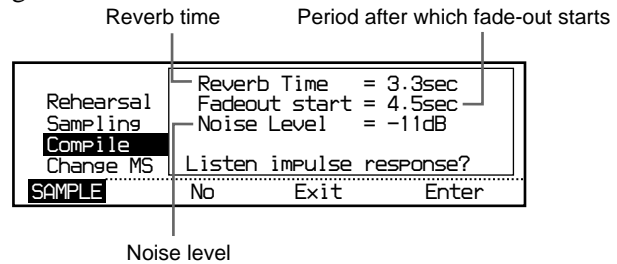 Reverb time Period after which fade-out starts
Reverb Time = 3.3sec
Rehearsal Fadeout start = 4.5sec
Sampling Noise Level = -11dB
Compile
Change MS Listen impulse response?
SAMPLE No Exit Enter
Noise level